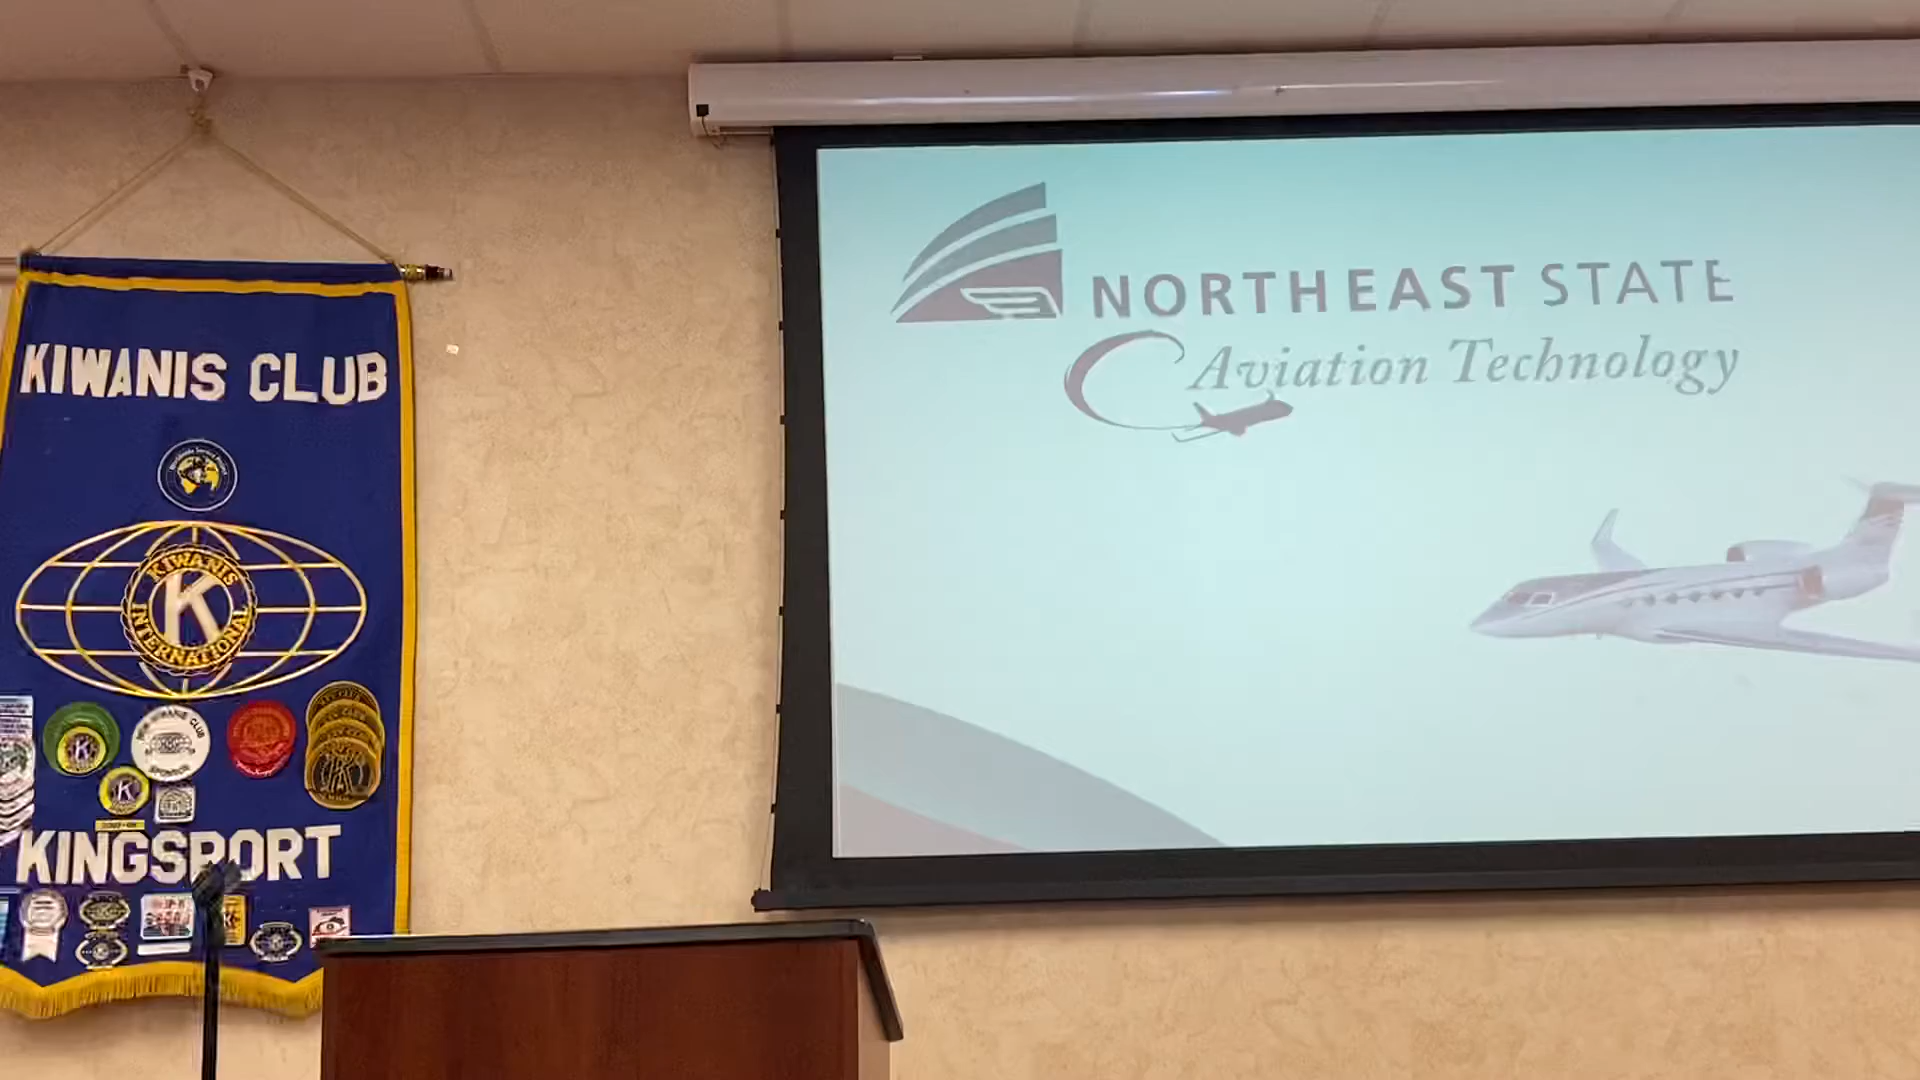 KIWANIS CLUB
KIWANIS
K
INTERNATIONAL
KINGSPORT
NORTHEAST STATE
Aviation Technology